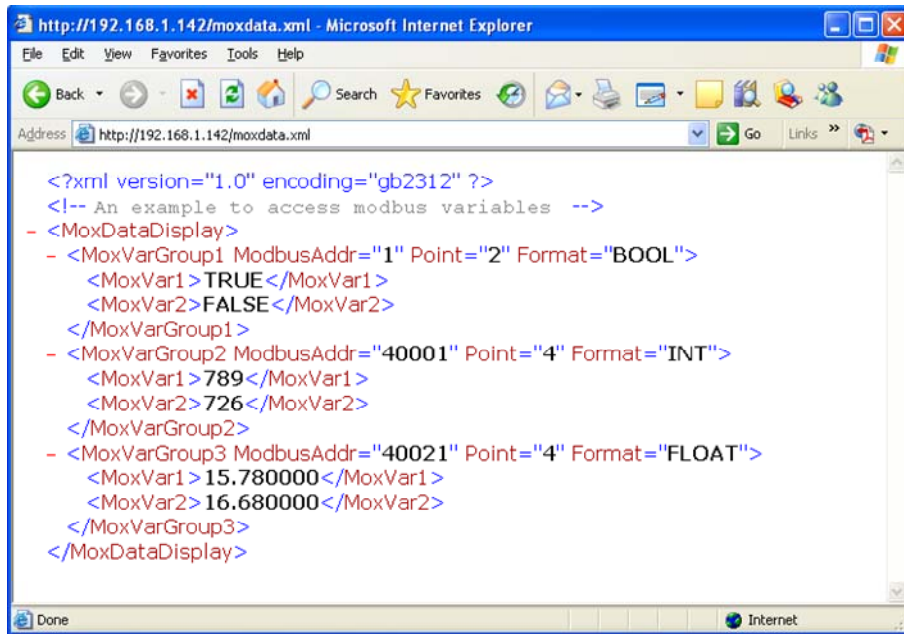 http://192.168.1.142/moxdata.xml - Microsoft Internet Explorer
File Edit View Favorites Tools Help
Back Search Favorites
Address http://192.168.1.142/moxdata.xml Go Links »
<?xml version="1.0" encoding="gb2312" ?>
<!-- An example to access modbus variables -->
- <MoxDataDisplay>
- <MoxVarGroup1 ModbusAddr="1" Point="2" Format="BOOL">
<MoxVar1>TRUE</MoxVar1>
<MoxVar2>FALSE</MoxVar2>
</MoxVarGroup1>
- <MoxVarGroup2 ModbusAddr="40001" Point="4" Format="INT">
<MoxVar1>789</MoxVar1>
<MoxVar2>726</MoxVar2>
</MoxVarGroup2>
- <MoxVarGroup3 ModbusAddr="40021" Point="4" Format="FLOAT">
<MoxVar1>15.780000</MoxVar1>
<MoxVar2>16.680000</MoxVar2>
</MoxVarGroup3>
</MoxDataDisplay>
Done Internet